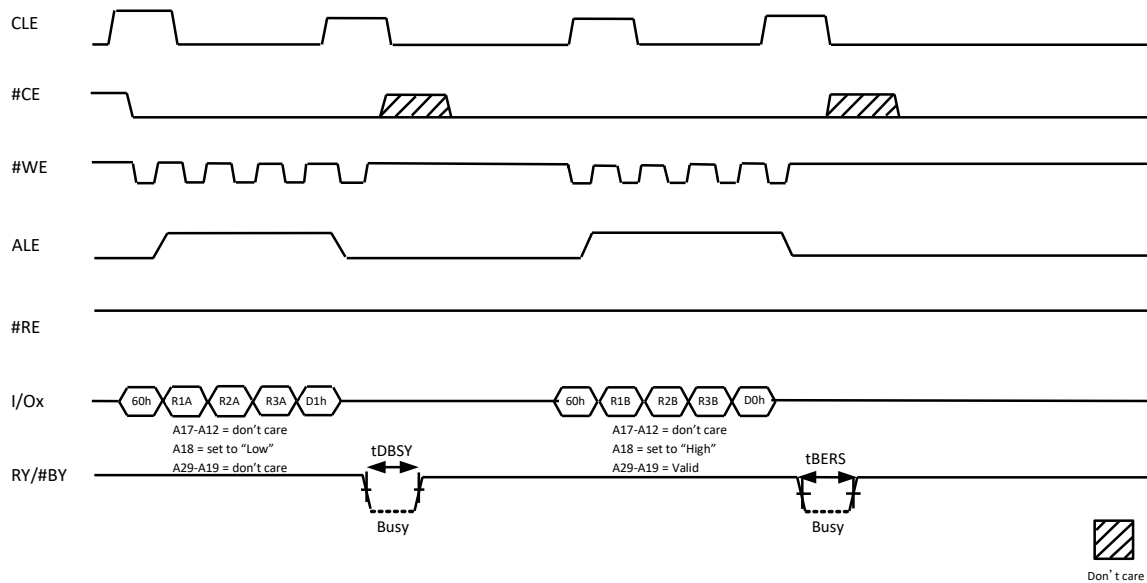 CLE
#CE
#WE
ALE
#RE
I/Ox
60h R1A R2A R3A D1h 60h R1B R2B R3B D0h
A17-A12 = don't care
A18 = set to “Low”
A29-A19 = don't care
A17-A12 = don't care
A18 = set to “High”
A29-A19 = Valid
RY/#BY
tDBSY
Busy
tBERS
Busy
Don't care